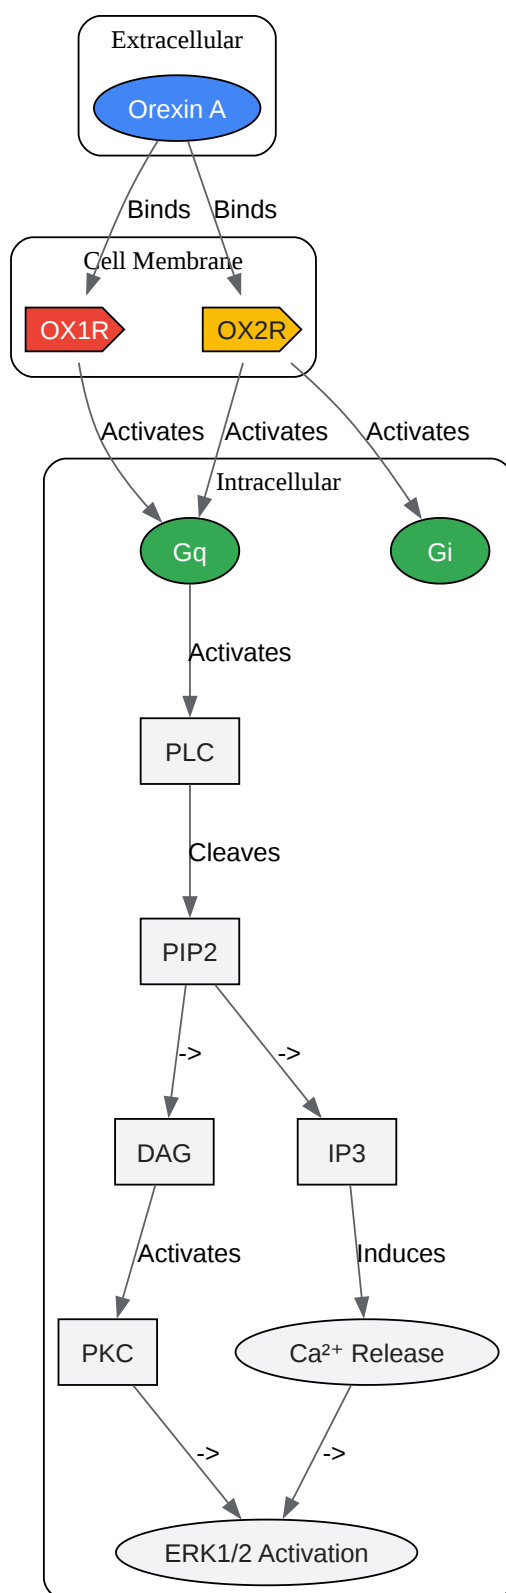 Extracellular
Orexin A
Binds Binds
Cell Membrane
OX1R OX2R
Activates Activates Activates
Intracellular
Gq Gi
Activates
PLC
Cleaves
PIP2
-> ->
DAG IP3
Activates Induces
PKC Ca²⁺ Release
-> ->
ERK1/2 Activation